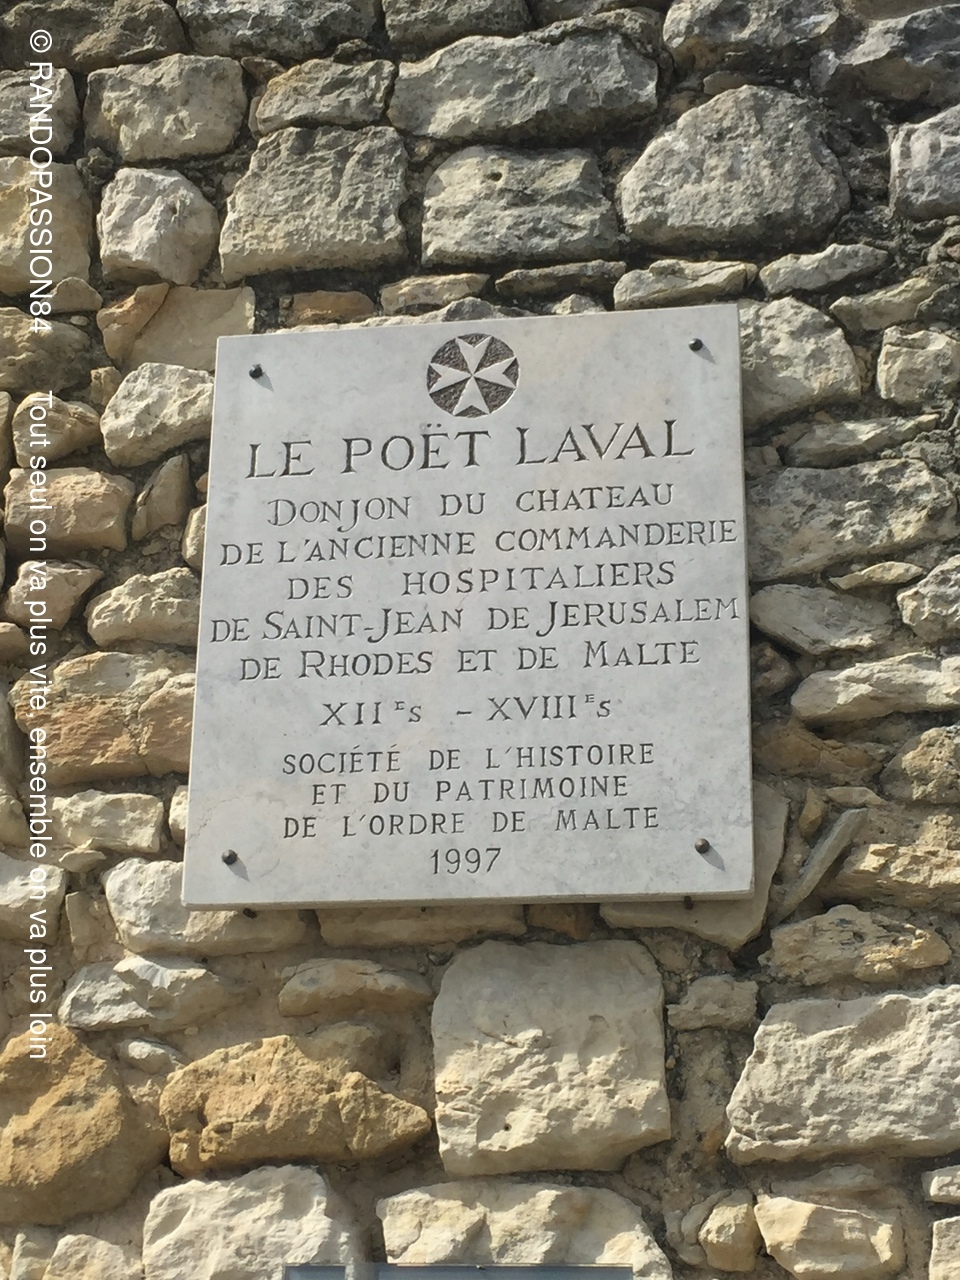 LE POËT LAVAL
DONJON DU CHATEAU
DE L'ANCIENNE COMMANDERIE
DES HOSPITALIERS
DE SAINT-JEAN DE JERUSALEM
DE RHODES ET DE MALTE
XIIES - XVIIIES
SOCIÉTÉ DE L'HISTOIRE
ET DU PATRIMOINE
DE L'ORDRE DE MALTE
1997
© RANDOPASSION84 Tout seul on va plus vite, ensemble on va plus loin